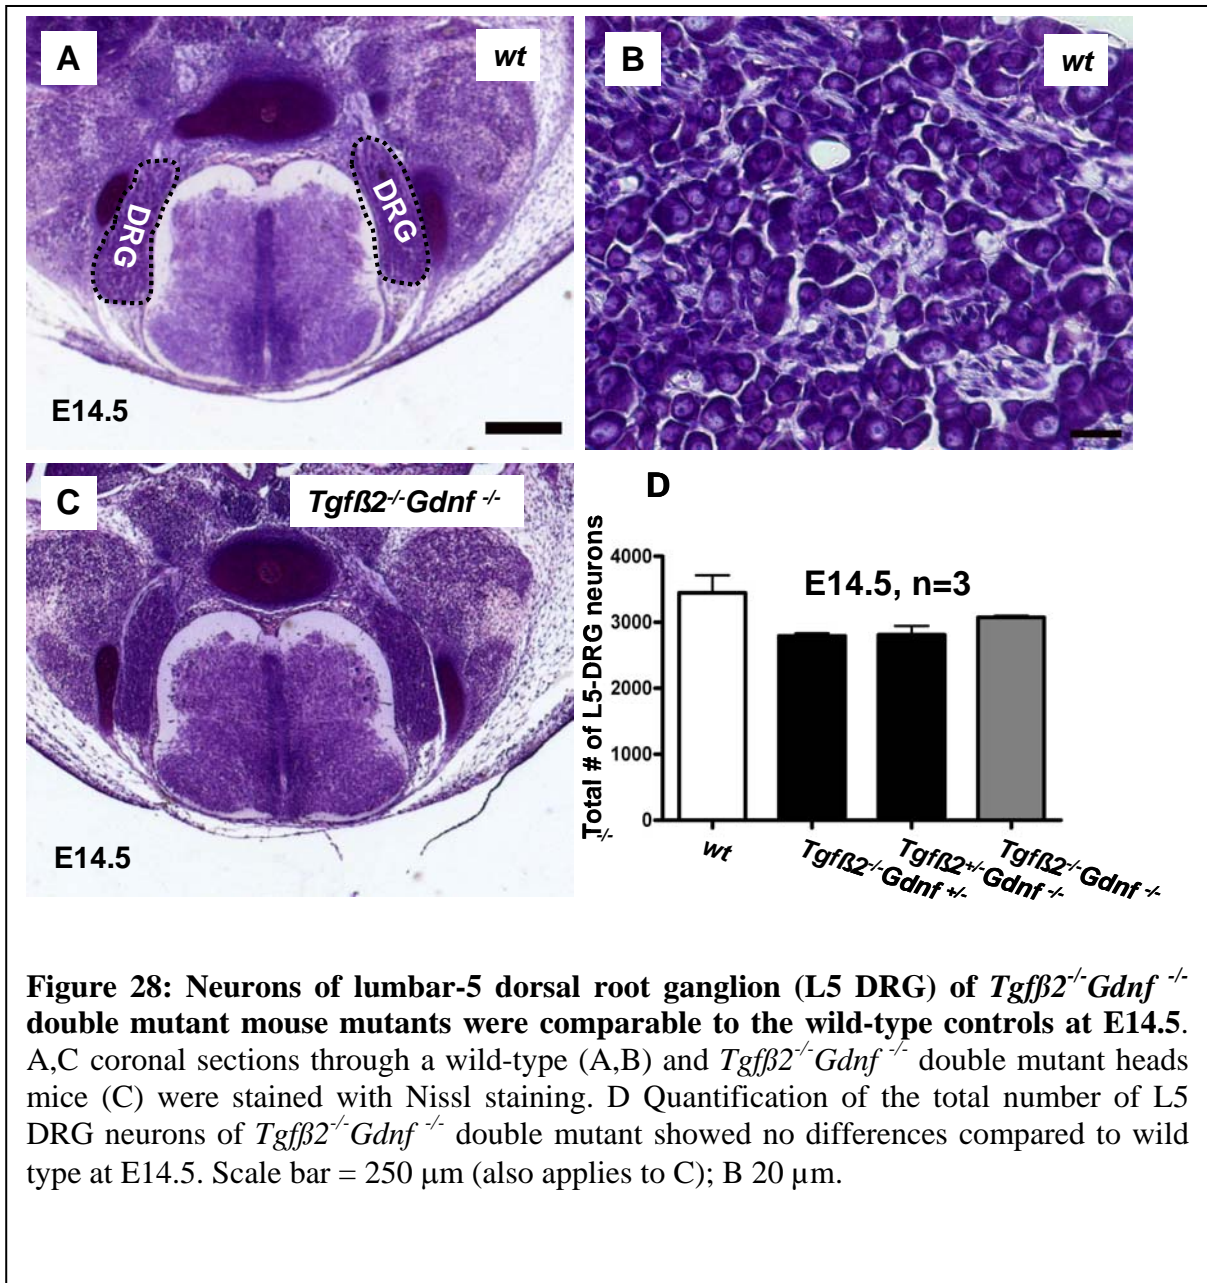 A
wt
B
wt
DRG
DRG
E14.5
C
Tgfß2-/-Gdnf -/-
E14.5
D
Total # of L5-DRG neurons
-/-
4000
3000
2000
1000
0
E14.5, n=3
wt
Tgfß2-/-Gdnf +/-
Tgfß2+/-Gdnf -/-
Tgfß2-/-Gdnf -/-
Figure 28: Neurons of lumbar-5 dorsal root ganglion (L5 DRG) of Tgfβ2-/-Gdnf -/-
double mutant mouse mutants were comparable to the wild-type controls at E14.5.
A,C coronal sections through a wild-type (A,B) and Tgfβ2-/-Gdnf -/- double mutant heads
mice (C) were stained with Nissl staining. D Quantification of the total number of L5
DRG neurons of Tgfβ2-/-Gdnf -/- double mutant showed no differences compared to wild
type at E14.5. Scale bar = 250 μm (also applies to C); B 20 µm.